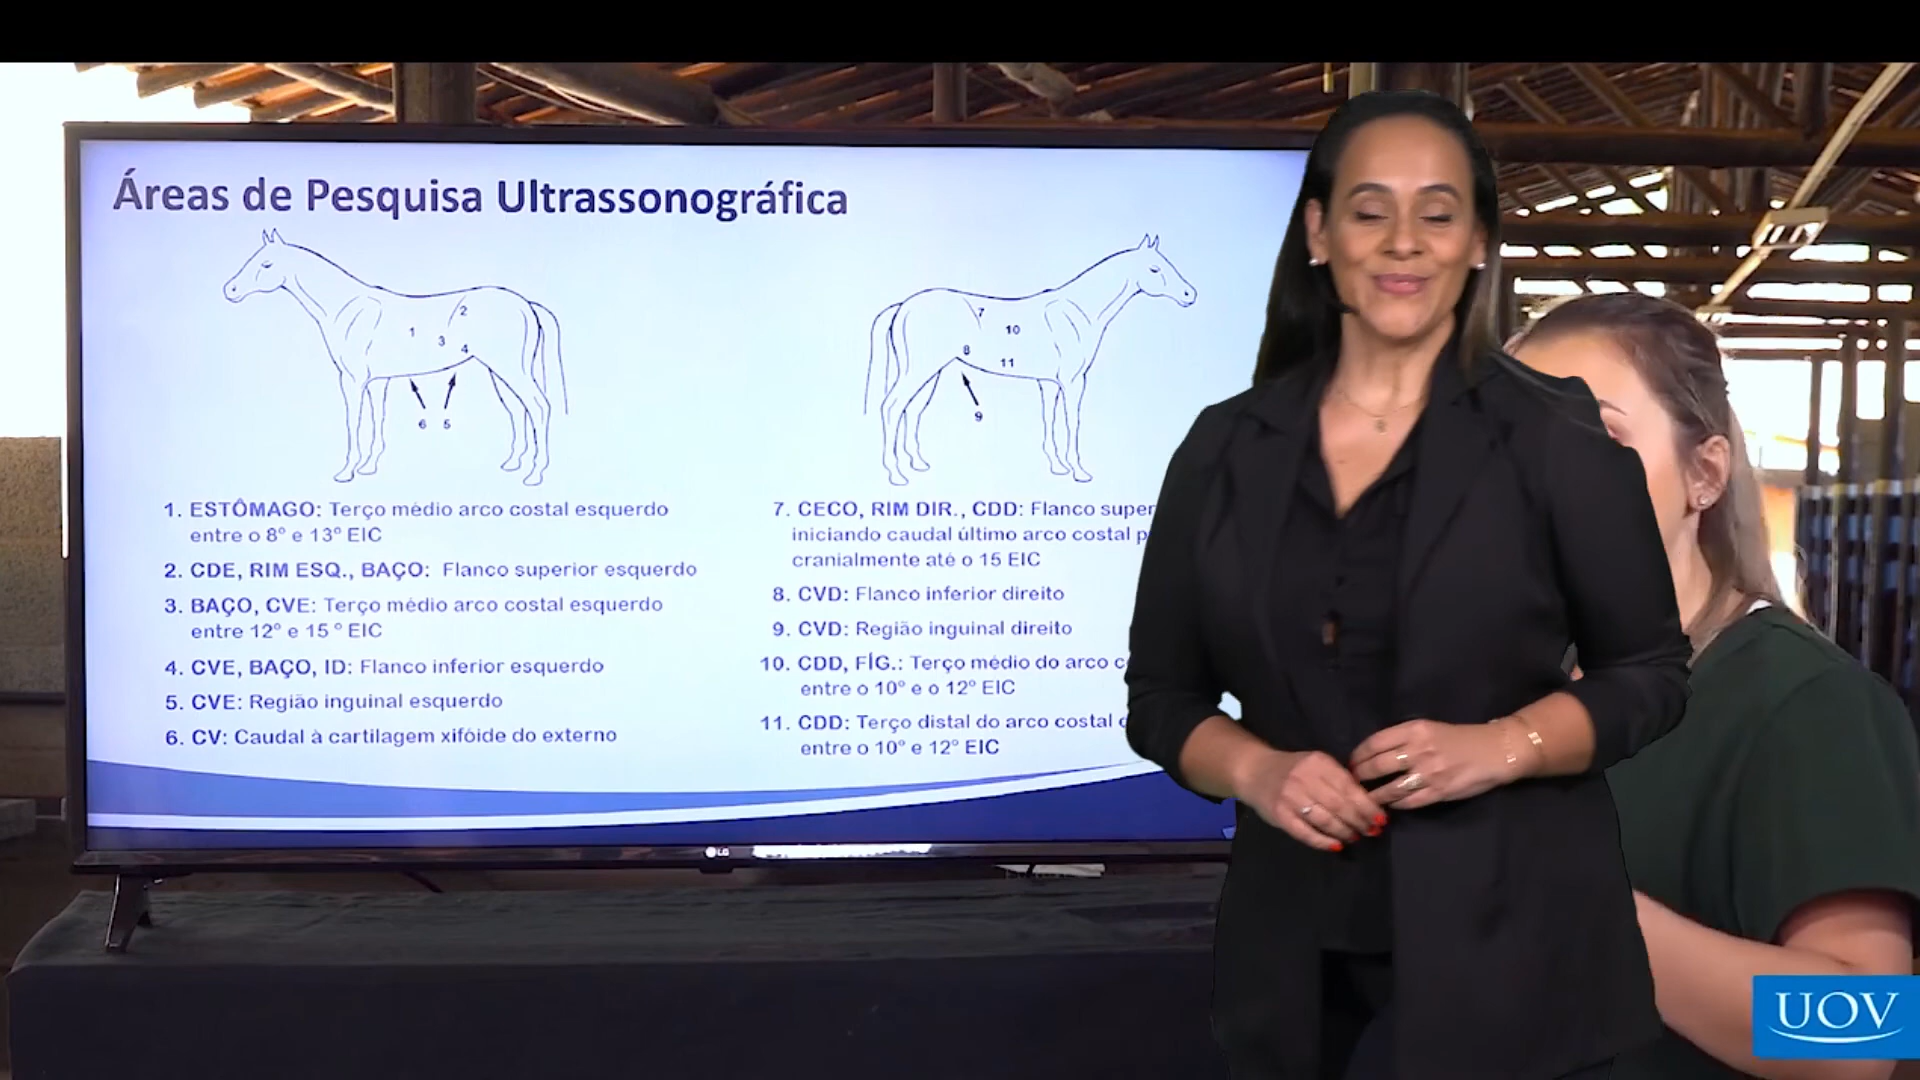 Áreas de Pesquisa Ultrassonográfica
1
2
3
4
6 5
7
10
8
11
9
1. ESTÔMAGO: Terço médio arco costal esquerdo
entre o 8º e 13º EIC
2. CDE, RIM ESQ., BAÇO: Flanco superior esquerdo
3. BAÇO, CVE: Terço médio arco costal esquerdo
entre 12º e 15 º EIC
4. CVE, BAÇO, ID: Flanco inferior esquerdo
5. CVE: Região inguinal esquerdo
6. CV: Caudal à cartilagem xifóide do externo
7. CECO, RIM DIR., CDD: Flanco super
iniciando caudal último arco costal p
cranialmente até o 15 EIC
8. CVD: Flanco inferior direito
9. CVD: Região inguinal direito
10. CDD, FÍG.: Terço médio do arco c
entre o 10º e o 12º EIC
11. CDD: Terço distal do arco costal
entre o 10º e 12º EIC
LG
UOV